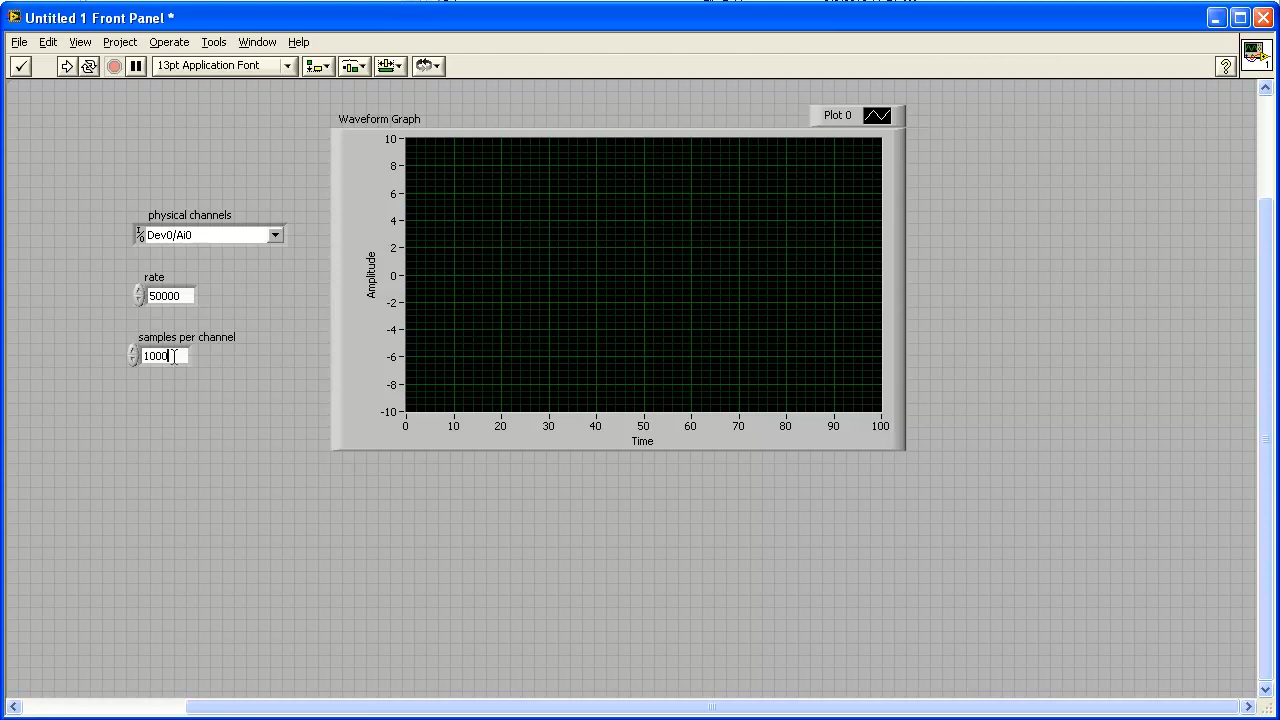 Untitled 1 Front Panel *
File Edit View Project Operate Tools Window Help
13pt Application Font
?
1
Waveform Graph
Plot 0
physical channels
Dev0/Ai0
rate
50000
samples per channel
1000
Amplitude
10
8
6
4
2
0
-2
-4
-6
-8
-10
0 10 20 30 40 50 60 70 80 90 100
Time